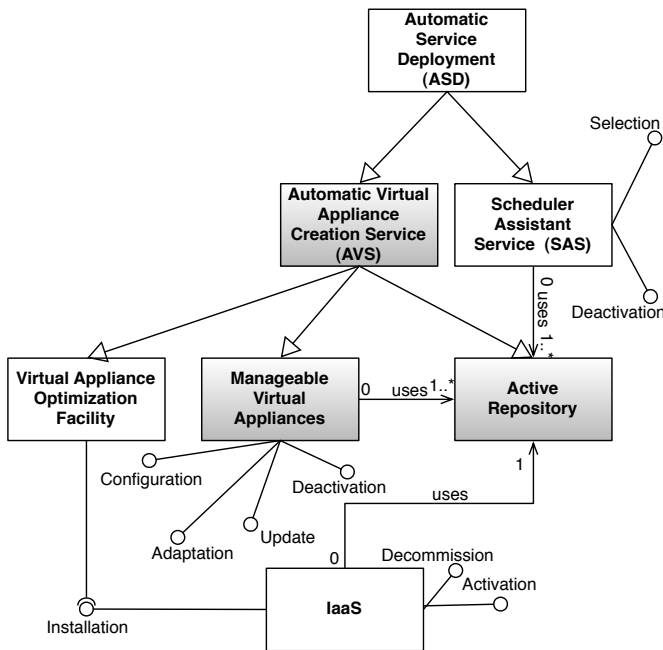 Automatic
Service
Deployment
(ASD)
Selection
Automatic Virtual
Appliance
Creation Service
(AVS)
Scheduler
Assistant
Service (SAS)
0 uses 1..*
Deactivation
Virtual Appliance
Optimization
Facility
Manageable
Virtual
Appliances
0 uses 1..*
Active
Repository
Configuration
Deactivation
1
uses
Adaptation
Update
0
Decommission
Activation
IaaS
Installation